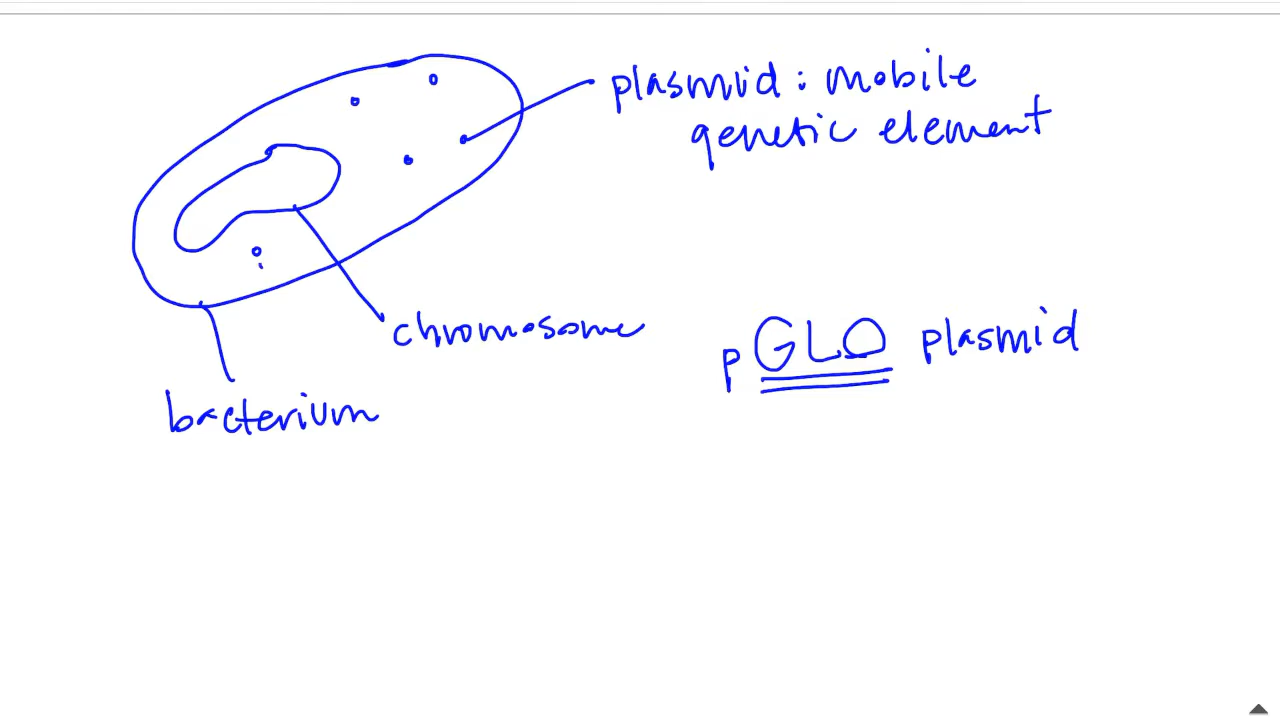 plasmid : mobile
genetic element
chromosome
pGLO plasmid
bacterium